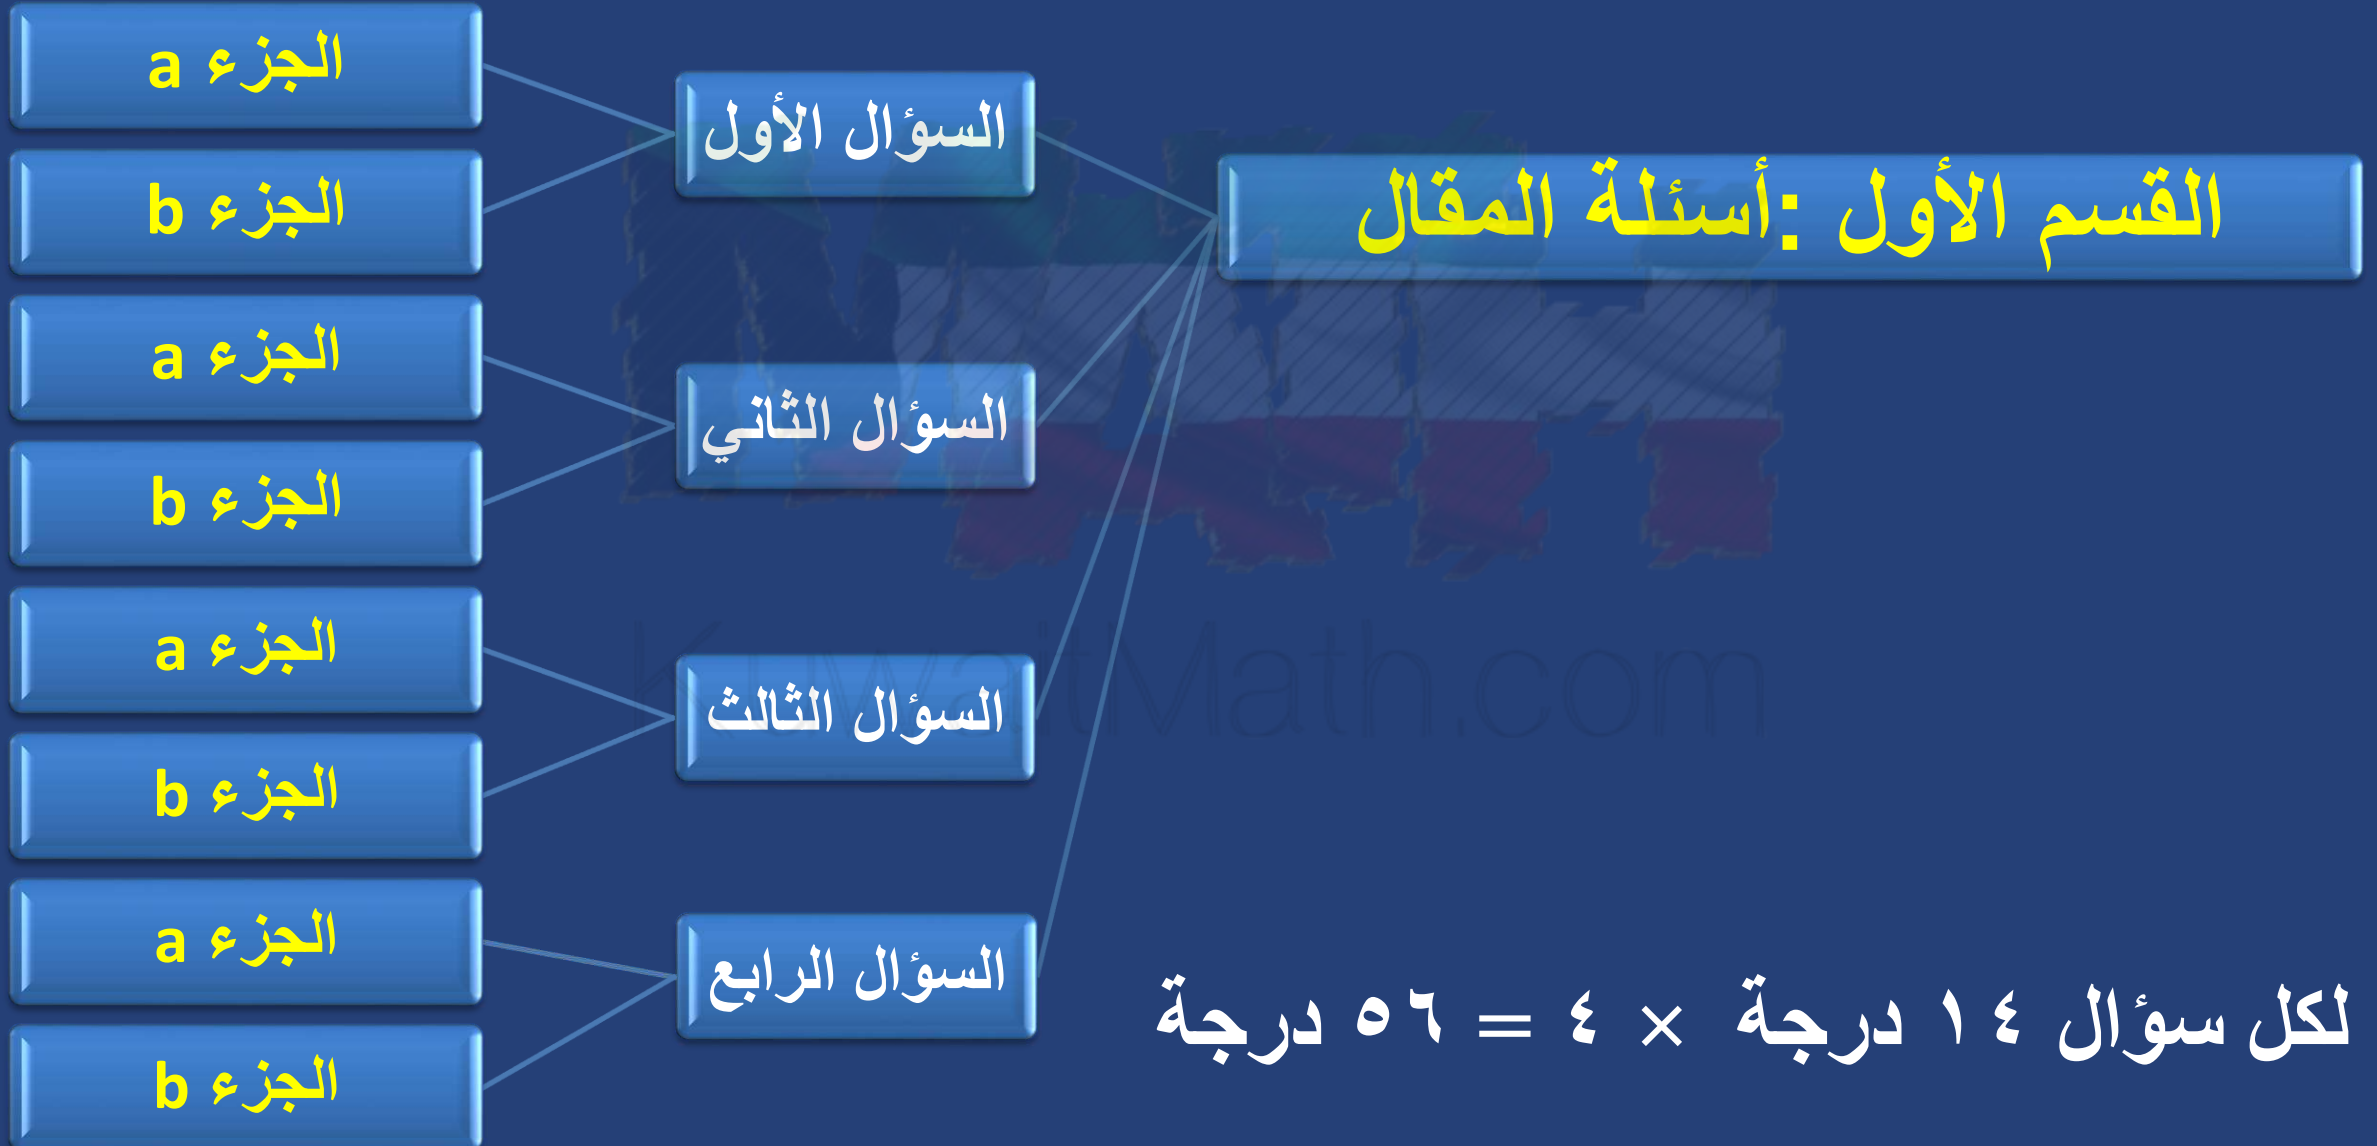 القسم الأول :أسئلة المقال
السؤال الأول
الجزء a
الجزء b
السؤال الثاني
الجزء a
الجزء b
السؤال الثالث
الجزء a
الجزء b
السؤال الرابع
الجزء a
الجزء b
لكل سؤال ١٤ درجة × ٤ = ٥٦ درجة
KuwaitMath.com